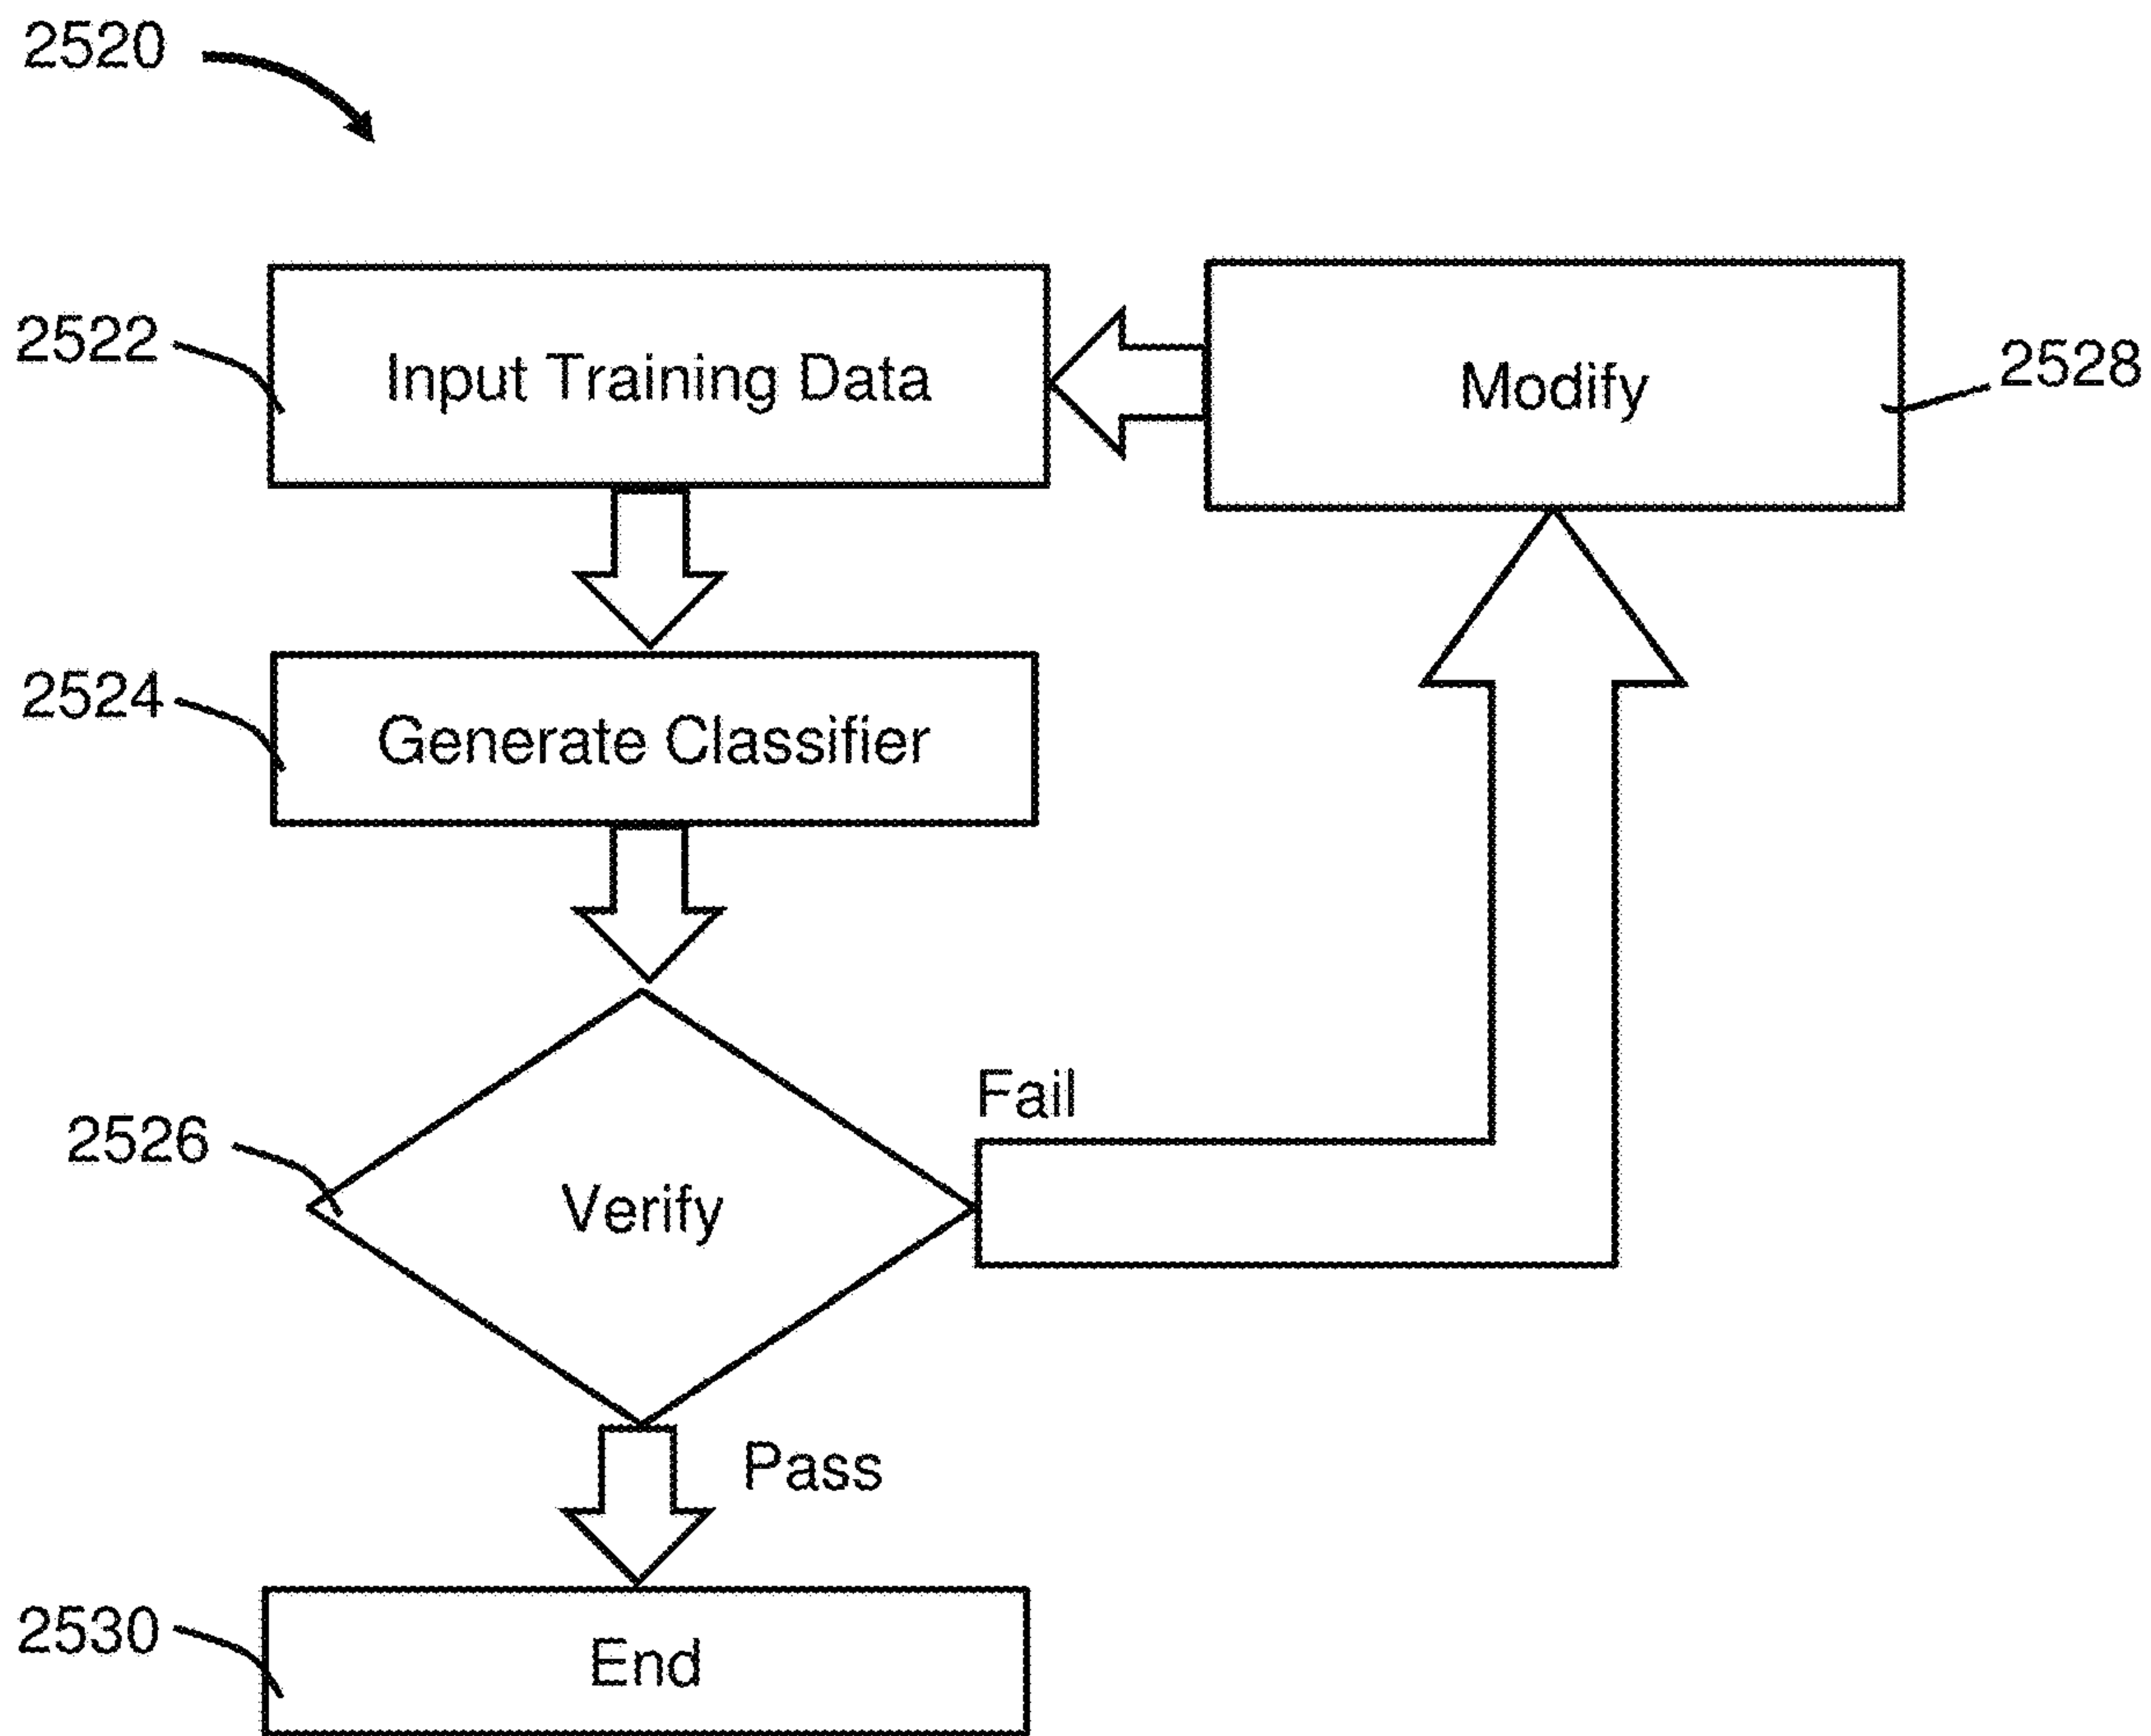 2520
2522
Input Training Data
Modify
2528
2524
Generate Classifier
Fail
2526
Verify
Pass
2530
End